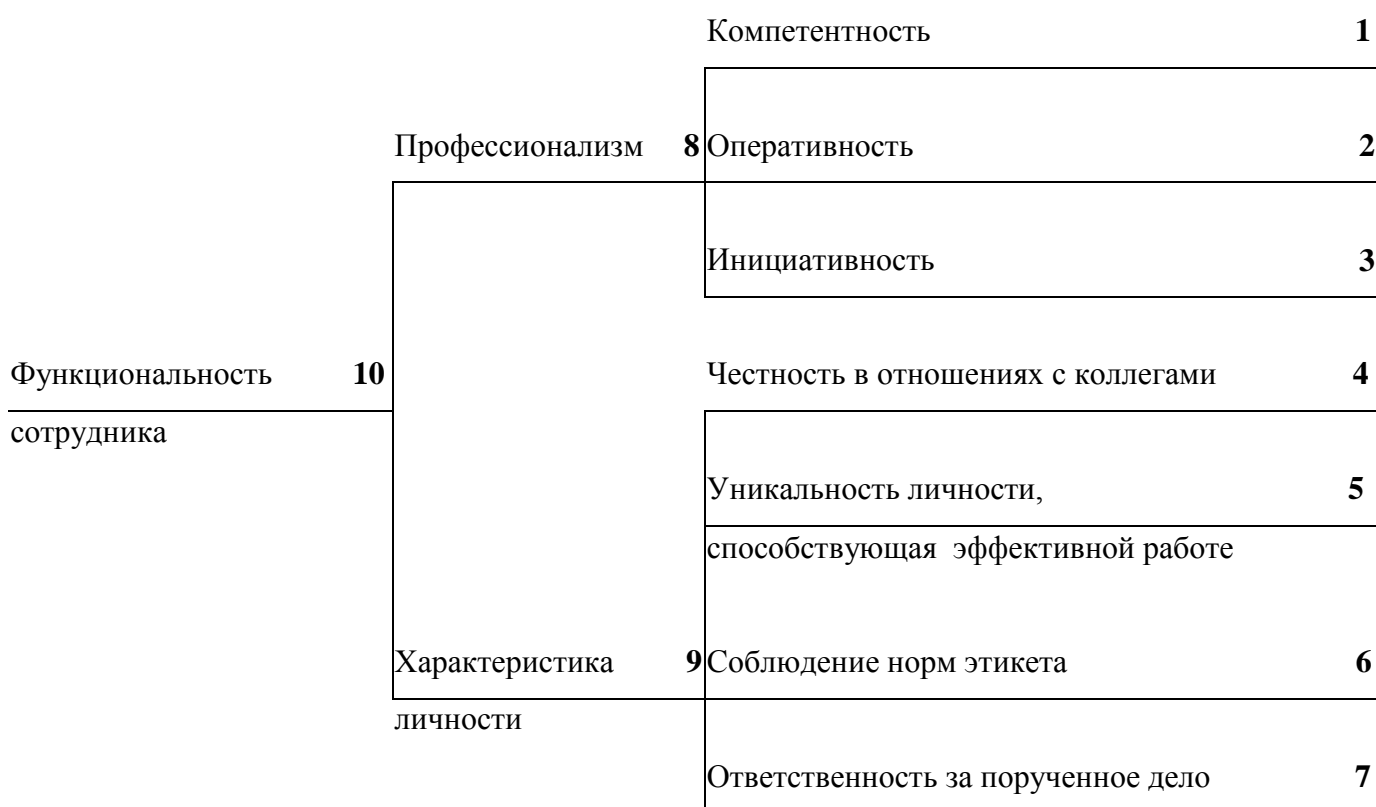 Компетентность 1
Профессионализм 8 Оперативность 2
Инициативность 3
Функциональность 10 Честность в отношениях с коллегами 4
сотрудника
Уникальность личности, 5
способствующая эффективной работе
Характеристика 9 Соблюдение норм этикета 6
личности
Ответственность за порученное дело 7